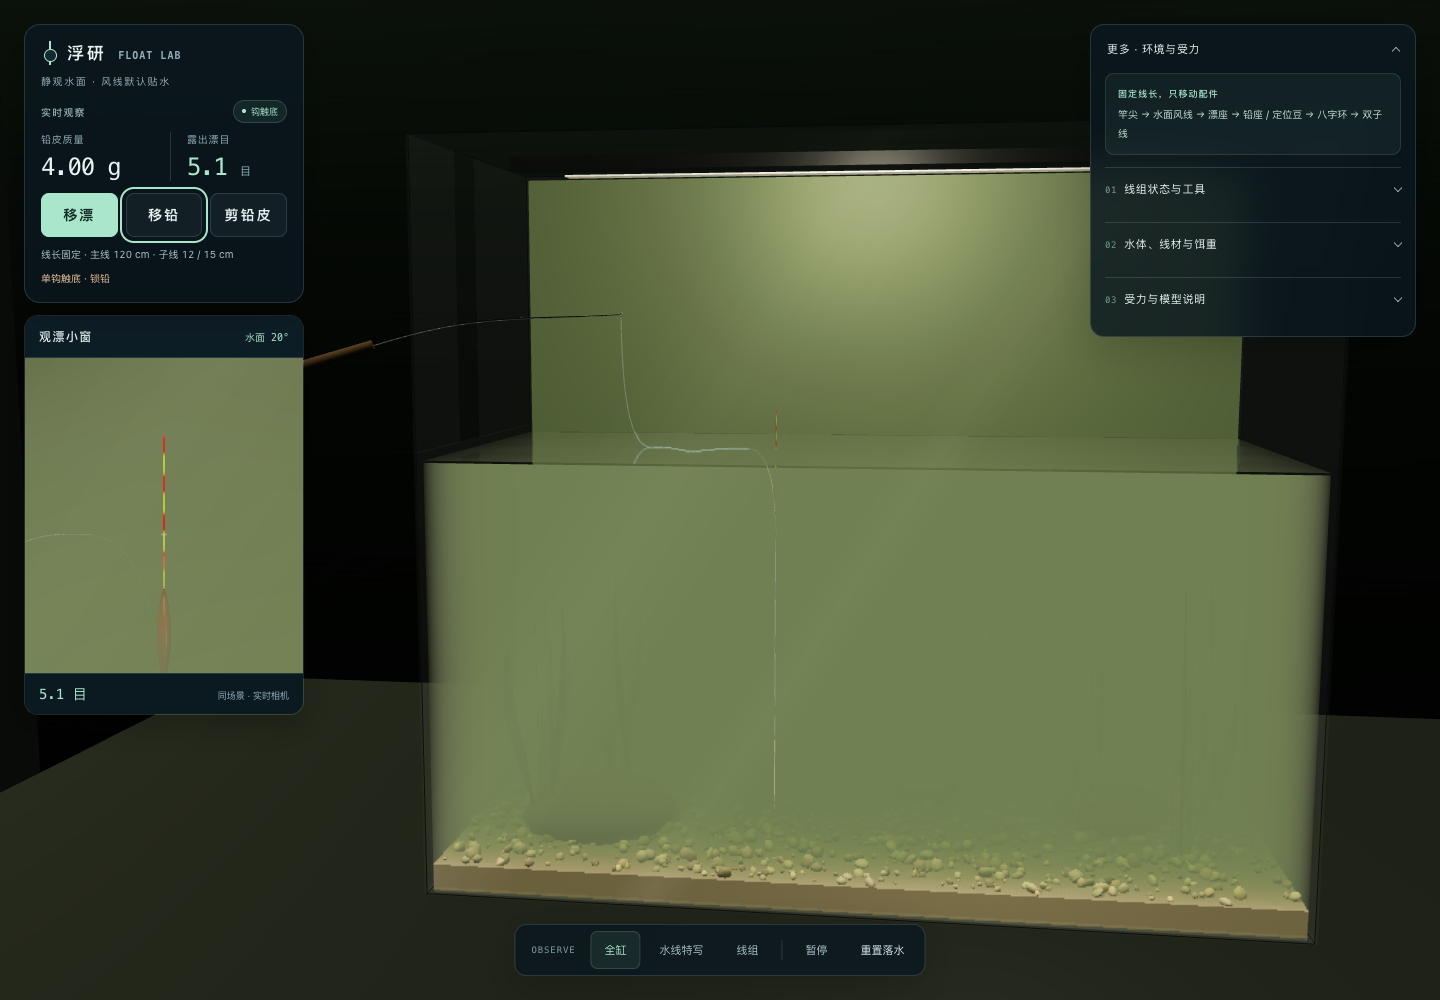 浮研 FLOAT LAB
静观水面 · 风线默认贴水
实时观察
钩触底
铅皮质量
露出漂目
4.00 g
5.1 目
移漂
移铅
剪铅皮
线长固定 · 主线 120 cm · 子线 12 / 15 cm
单钩触底 · 锁铅
观漂小窗
水面 20°
5.1 目
同场景 · 实时相机
更多 · 环境与受力
固定线长，只移动配件
竿尖 → 水面风线 → 漂座 → 铅座 / 定位豆 → 八字环 → 双子
线
01 线组状态与工具
02 水体、线材与饵重
03 受力与模型说明
OBSERVE
全缸
水线特写
线组
暂停
重置落水